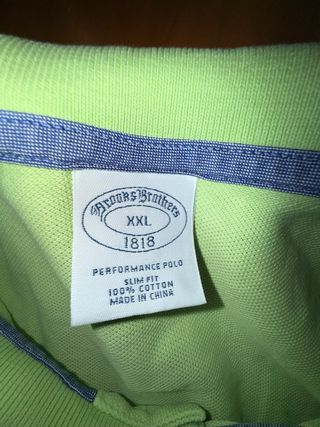 Brooks Brothers
XXL
1818
PERFORMANCE POLO
SLIM FIT
100% COTTON
MADE IN CHINA